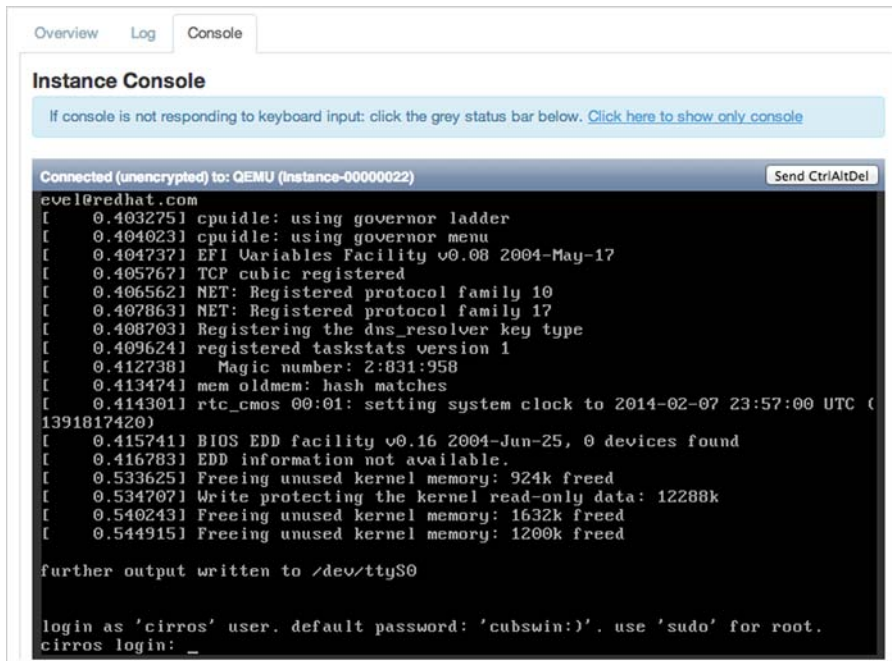 Overview Log Console
Instance Console
If console is not responding to keyboard input: click the grey status bar below. Click here to show only console
Connected (unencrypted) to: QEMU (Instance-00000022) Send CtrlAltDel
evel@redhat.com
[    0.403275] cpuidle: using governor ladder
[    0.404023] cpuidle: using governor menu
[    0.404737] EFI Variables Facility v0.08 2004-May-17
[    0.405767] TCP cubic registered
[    0.406562] NET: Registered protocol family 10
[    0.407863] NET: Registered protocol family 17
[    0.408703] Registering the dns_resolver key type
[    0.409624] registered taskstats version 1
[    0.412738]   Magic number: 2:831:958
[    0.413474] mem oldmem: hash matches
[    0.414301] rtc_cmos 00:01: setting system clock to 2014-02-07 23:57:00 UTC (
1391817420)
[    0.415741] BIOS EDD facility v0.16 2004-Jun-25, 0 devices found
[    0.416783] EDD information not available.
[    0.533625] Freeing unused kernel memory: 924k freed
[    0.534707] Write protecting the kernel read-only data: 12288k
[    0.540243] Freeing unused kernel memory: 1632k freed
[    0.544915] Freeing unused kernel memory: 1200k freed
further output written to /dev/ttyS0
login as 'cirros' user. default password: 'cubswin:)'. use 'sudo' for root.
cirros login: _